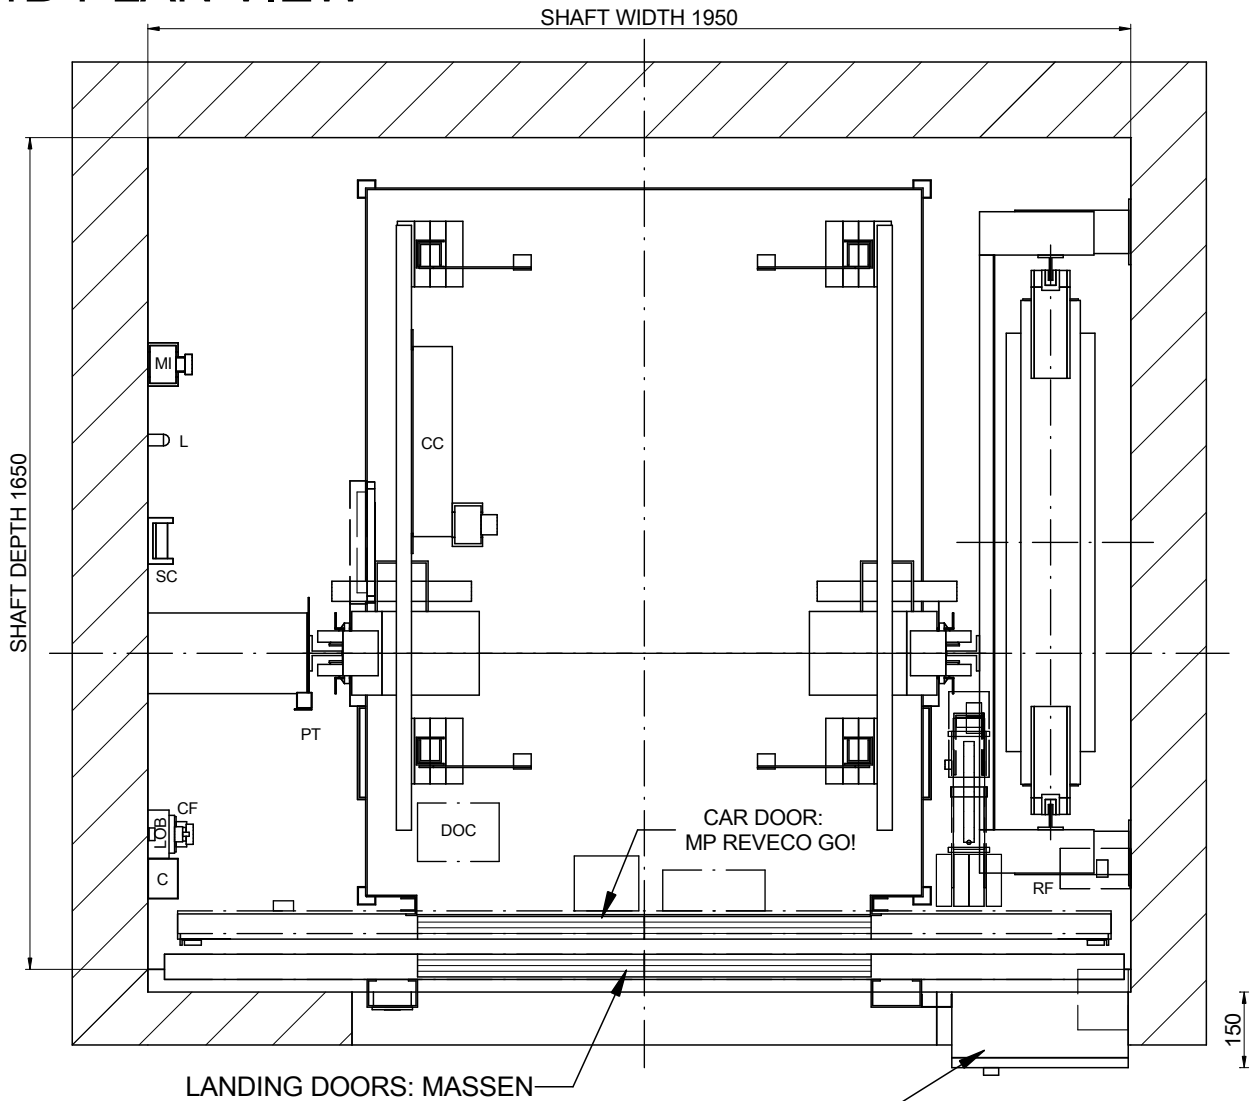 SHAFT WIDTH 1950
SHAFT DEPTH 1650
MI
L
CC
SC
PT
CF
LOB
DOC
CAR DOOR:
MP REVECO GO!
C
RF
150
LANDING DOORS: MASSEN